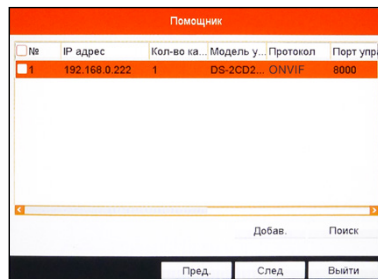 Помощник
№ IP адрес Кол-во ка... Модель у... Протокол Порт упра
1 192.168.0.222 1 DS-2CD2... ONVIF 8000
Добав. Поиск
Пред. След Выйти